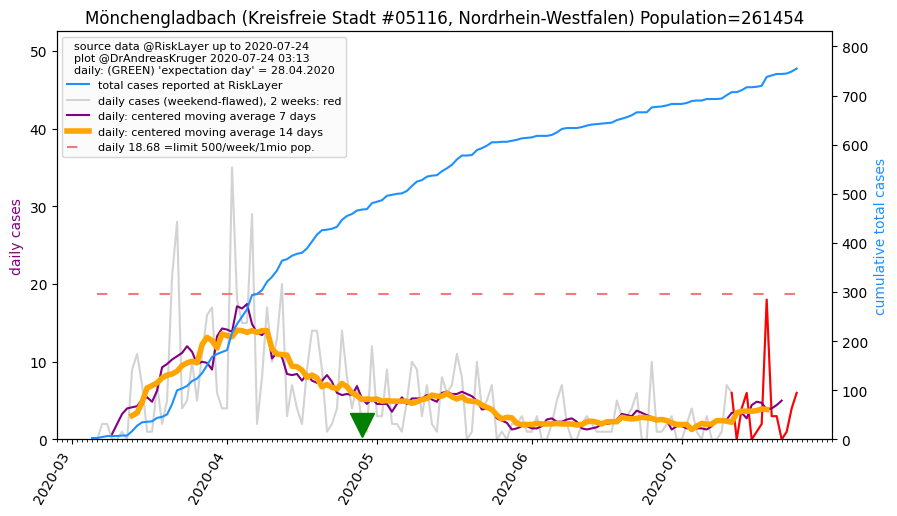 Mönchengladbach (Kreisfreie Stadt #05116, Nordrhein-Westfalen) Population=261454
source data @RiskLayer up to 2020-07-24
plot @DrAndreasKruger 2020-07-24 03:13
daily: (GREEN) 'expectation day' = 28.04.2020
total cases reported at RiskLayer
daily cases (weekend-flawed), 2 weeks: red
daily: centered moving average 7 days
daily: centered moving average 14 days
daily 18.68 =limit 500/week/1mio pop.
daily cases
50
40
30
20
10
0
cumulative total cases
800
700
600
500
400
300
200
100
0
2020-03
2020-04
2020-05
2020-06
2020-07